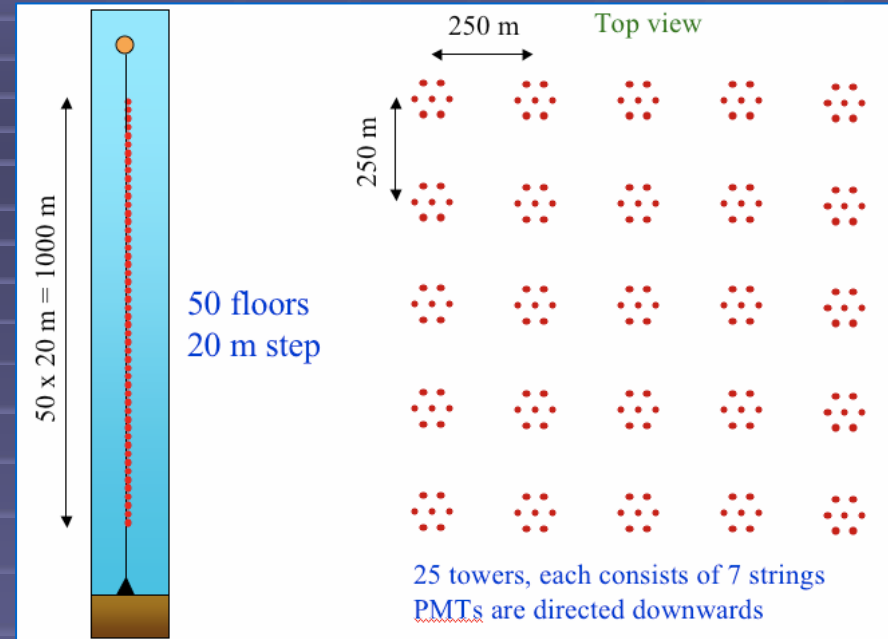 250 m
Top view
250 m
50 x 20 m = 1000 m
50 floors
20 m step
25 towers, each consists of 7 strings
PMTs are directed downwards